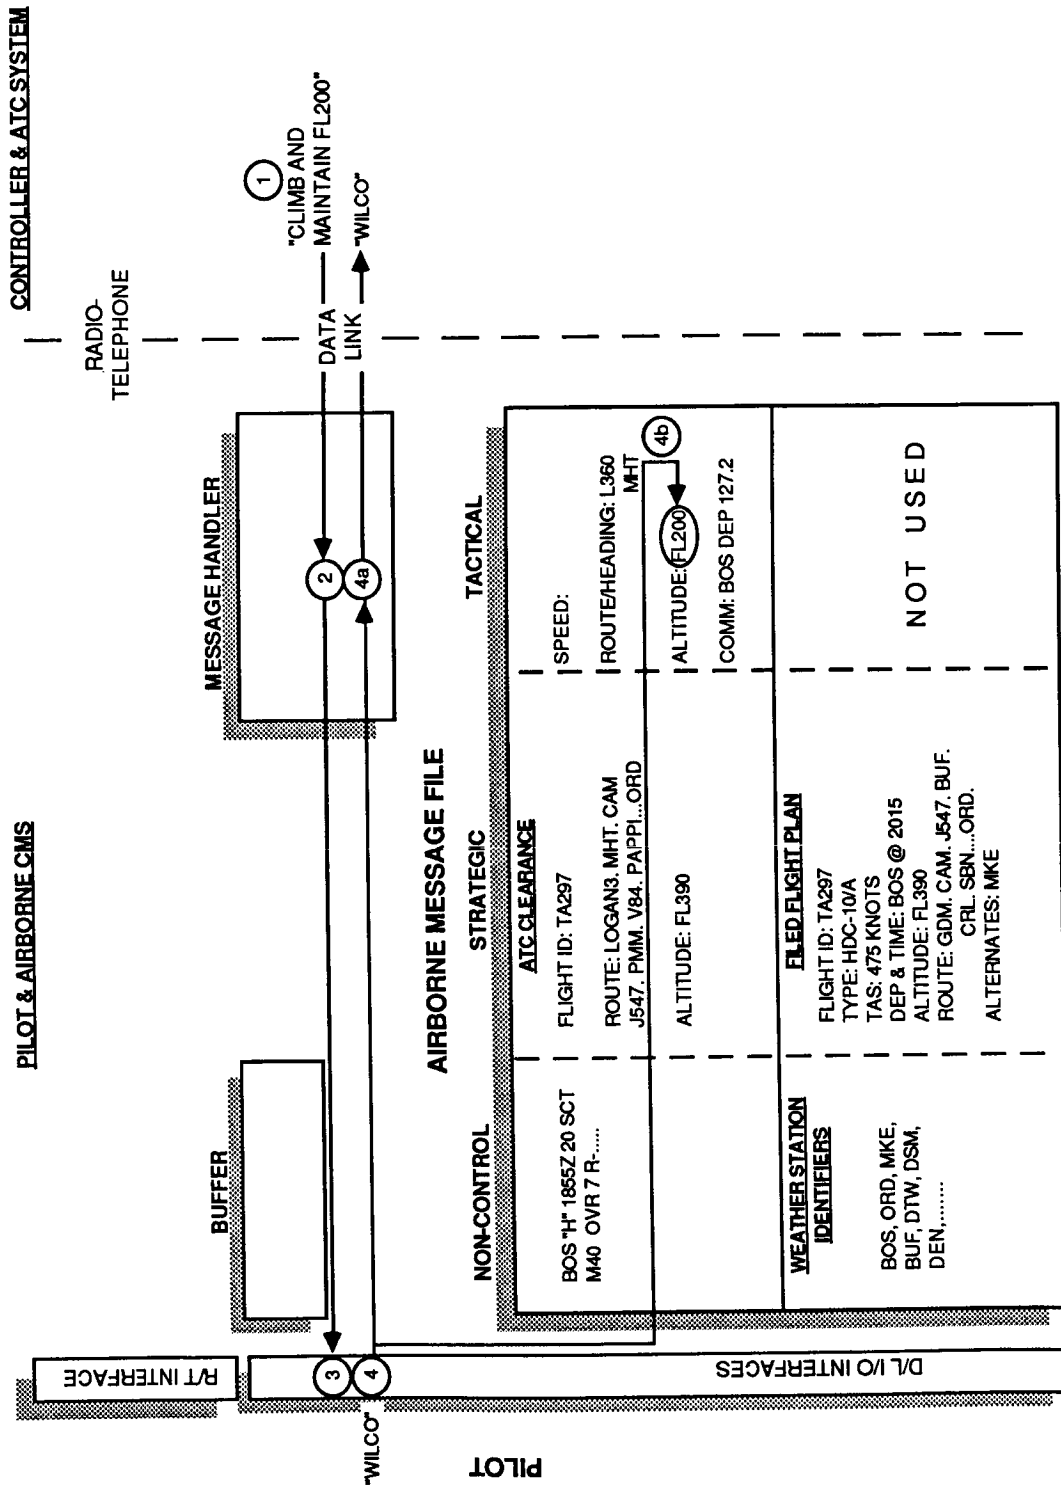 PILOT & AIRBORNE CMS
CONTROLLER & ATC SYSTEM
R/T INTERFACE
RADIO-
TELEPHONE
BUFFER
MESSAGE HANDLER
1
"CLIMB AND
MAINTAIN FL200"
3
2
DATA
LINK
"WILCO"
4
4a
"WILCO"
PILOT
D/L I/O INTERFACES
AIRBORNE MESSAGE FILE
NON-CONTROL
STRATEGIC
TACTICAL
ATC CLEARANCE
BOS "H" 1855Z 20 SCT
M40 OVR 7 R-.....
FLIGHT ID: TA297
ROUTE: LOGAN3. MHT. CAM
J547. PMM. V84. PAPPI...ORD
ALTITUDE: FL390
SPEED:
ROUTE/HEADING: L360
MHT
4b
ALTITUDE: FL200
COMM: BOS DEP 127.2
WEATHER STATION
IDENTIFIERS
BOS, ORD, MKE,
BUF, DTW, DSM,
DEN,........
FILED FLIGHT PLAN
FLIGHT ID: TA297
TYPE: HDC-10/A
TAS: 475 KNOTS
DEP & TIME: BOS @ 2015
ALTITUDE: FL390
ROUTE: GDM. CAM. J547. BUF.
CRL. SBN....ORD.
ALTERNATES: MKE
NOT USED